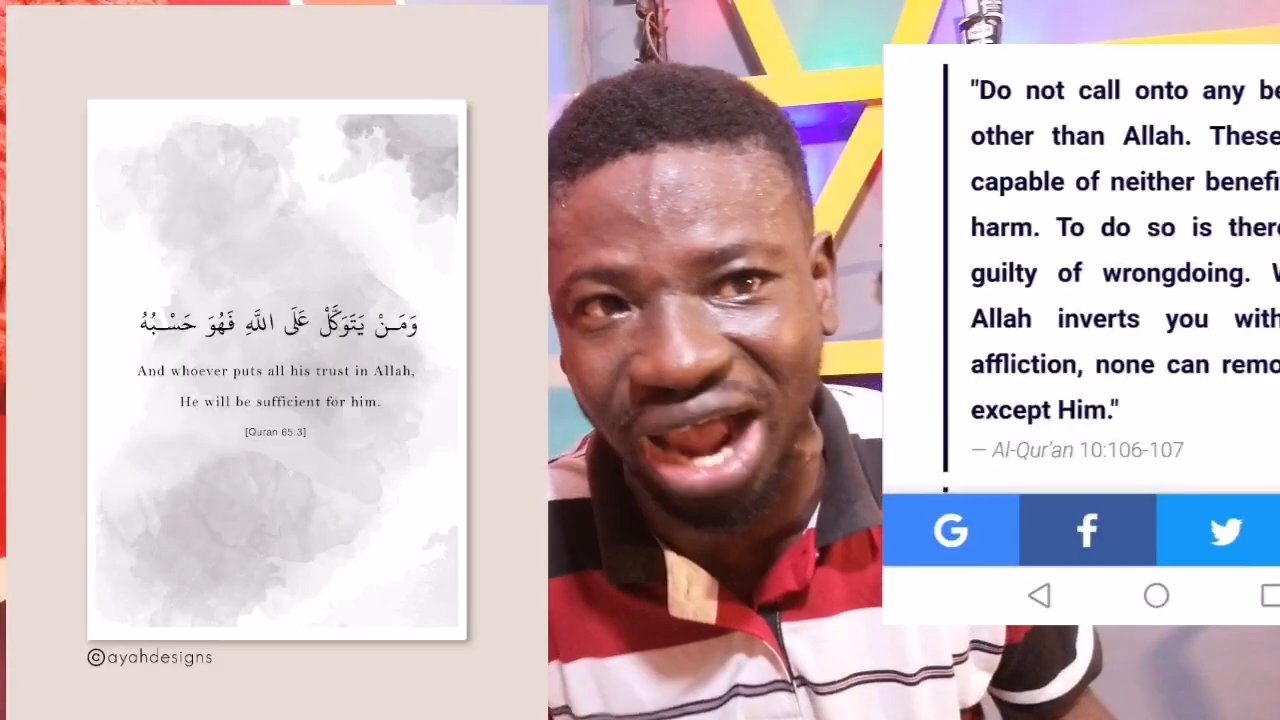 وَمَـنْ يَتَوَكَّلْ عَلَى اللَّهِ فَهُوَ حَسْـبُهُ
And whoever puts all his trust in Allah,
He will be sufficient for him.
[Quran 65:3]
©ayahdesigns
"Do not call onto any
other than Allah. These
capable of neither
harm. To do so is
guilty of wrongdoing.
Allah inverts you
affliction, none can
except Him."
— Al-Qur'an 10:106-107
G f